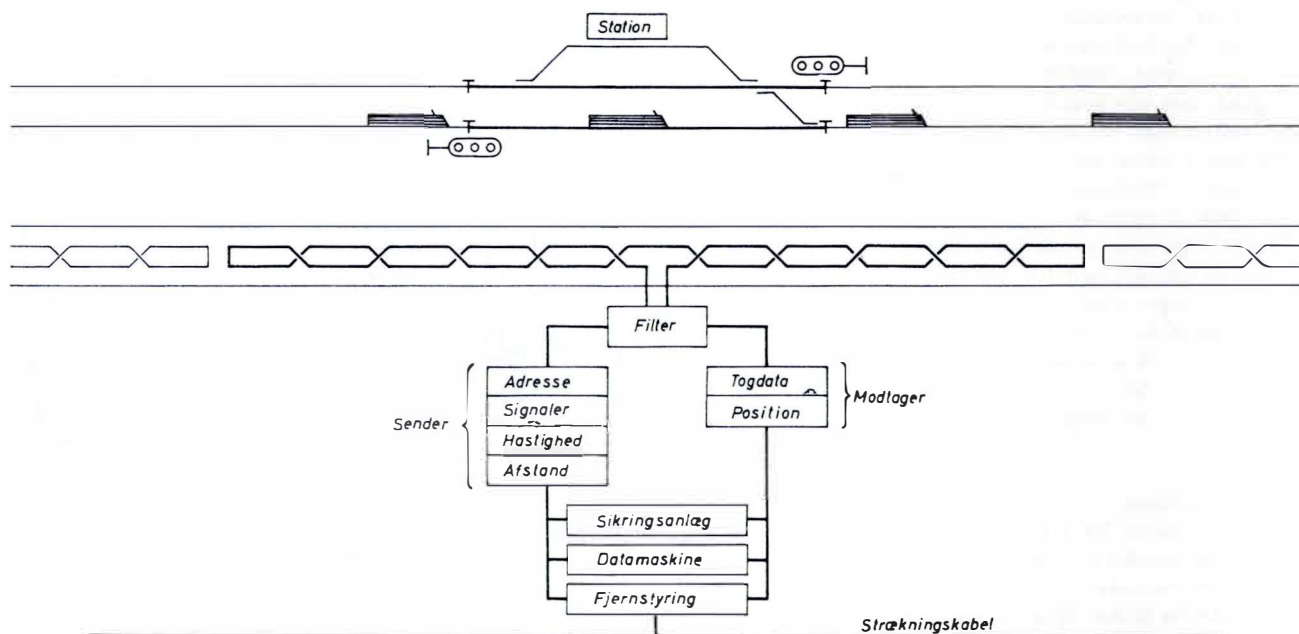 Station
Filter
Adresse
Signaler
Hastighed
Afstand
Sender
Togdata
Position
Modtager
Sikringsanlæg
Datamaskine
Fjernstyring
Strækningskabel